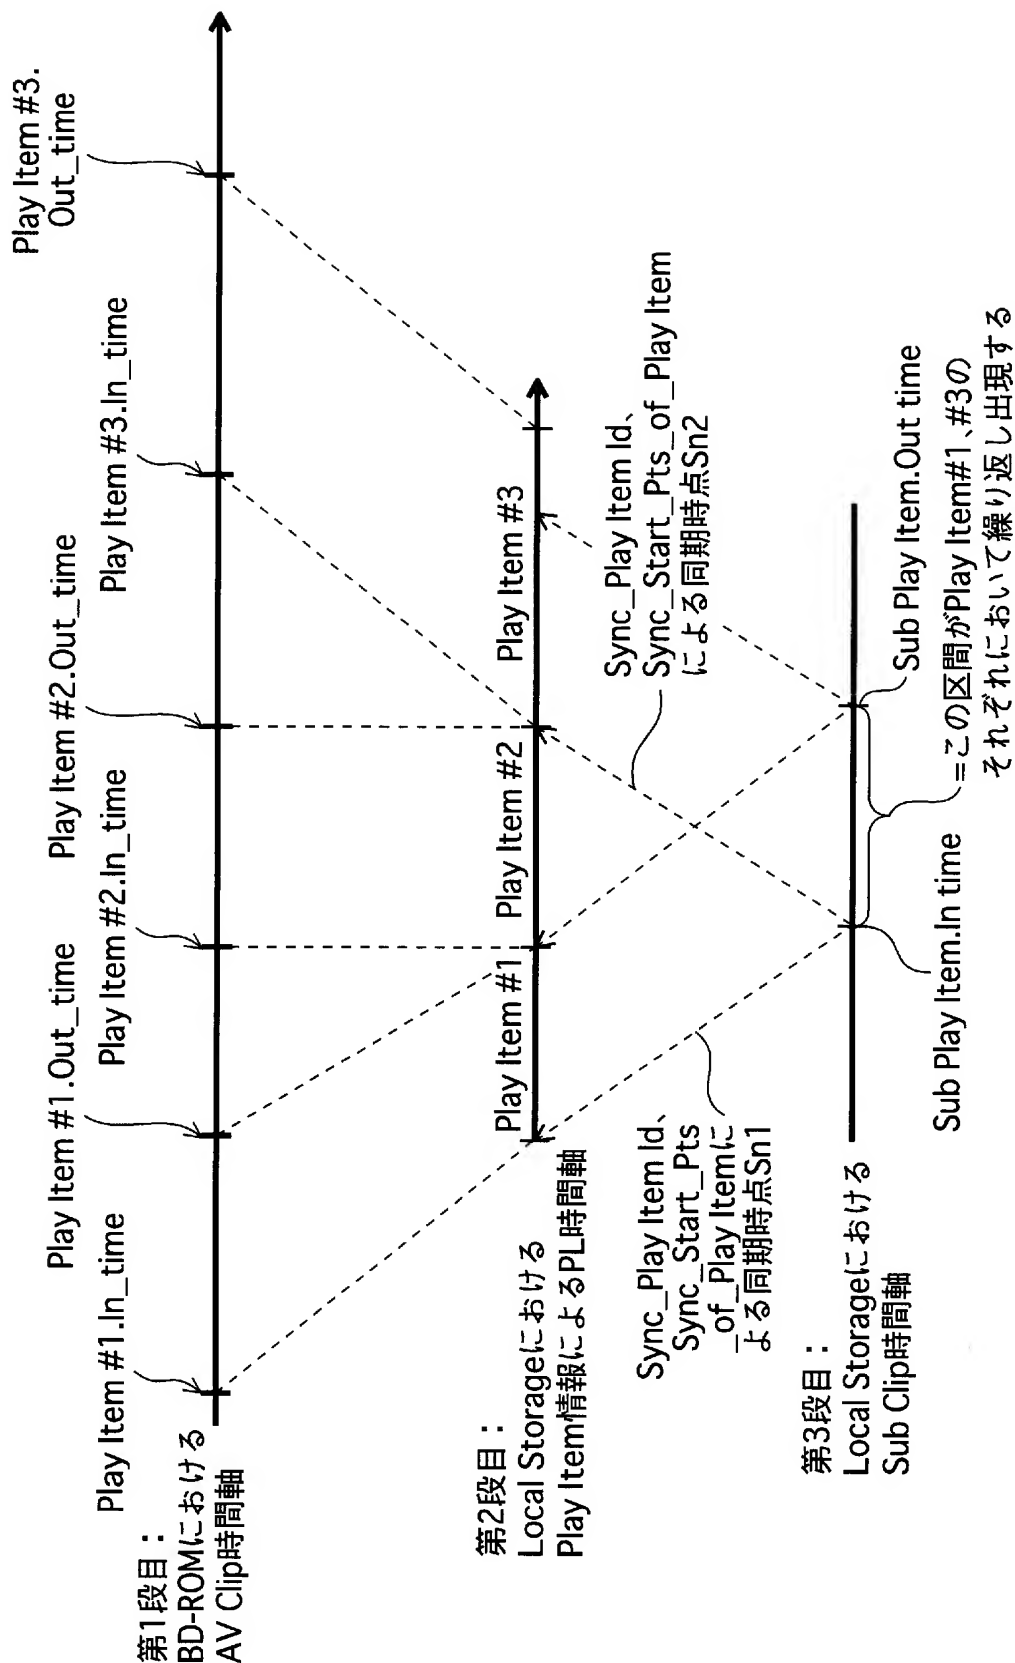 第1段目：
BD-ROMにおける
AV Clip時間軸
Play Item #1.In_time
Play Item #1.Out_time
Play Item #2.In_time
Play Item #2.Out_time
Play Item #3.In_time
Play Item #3.
Out_time
第2段目：
Local Storageにおける
Play Item情報によるPL時間軸
Play Item #1
Play Item #2
Play Item #3
Sync_Play Item Id、
Sync_Start_Pts
_of_Play Itemに
よる同期時点Sn1
Sync_Play Item Id、
Sync_Start_Pts_of_Play Item
による同期時点Sn2
第3段目：
Local Storageにおける
Sub Clip時間軸
Sub Play Item.In time
Sub Play Item.Out time
=この区間がPlay Item#1、#3の
それぞれにおいて繰り返し出現する